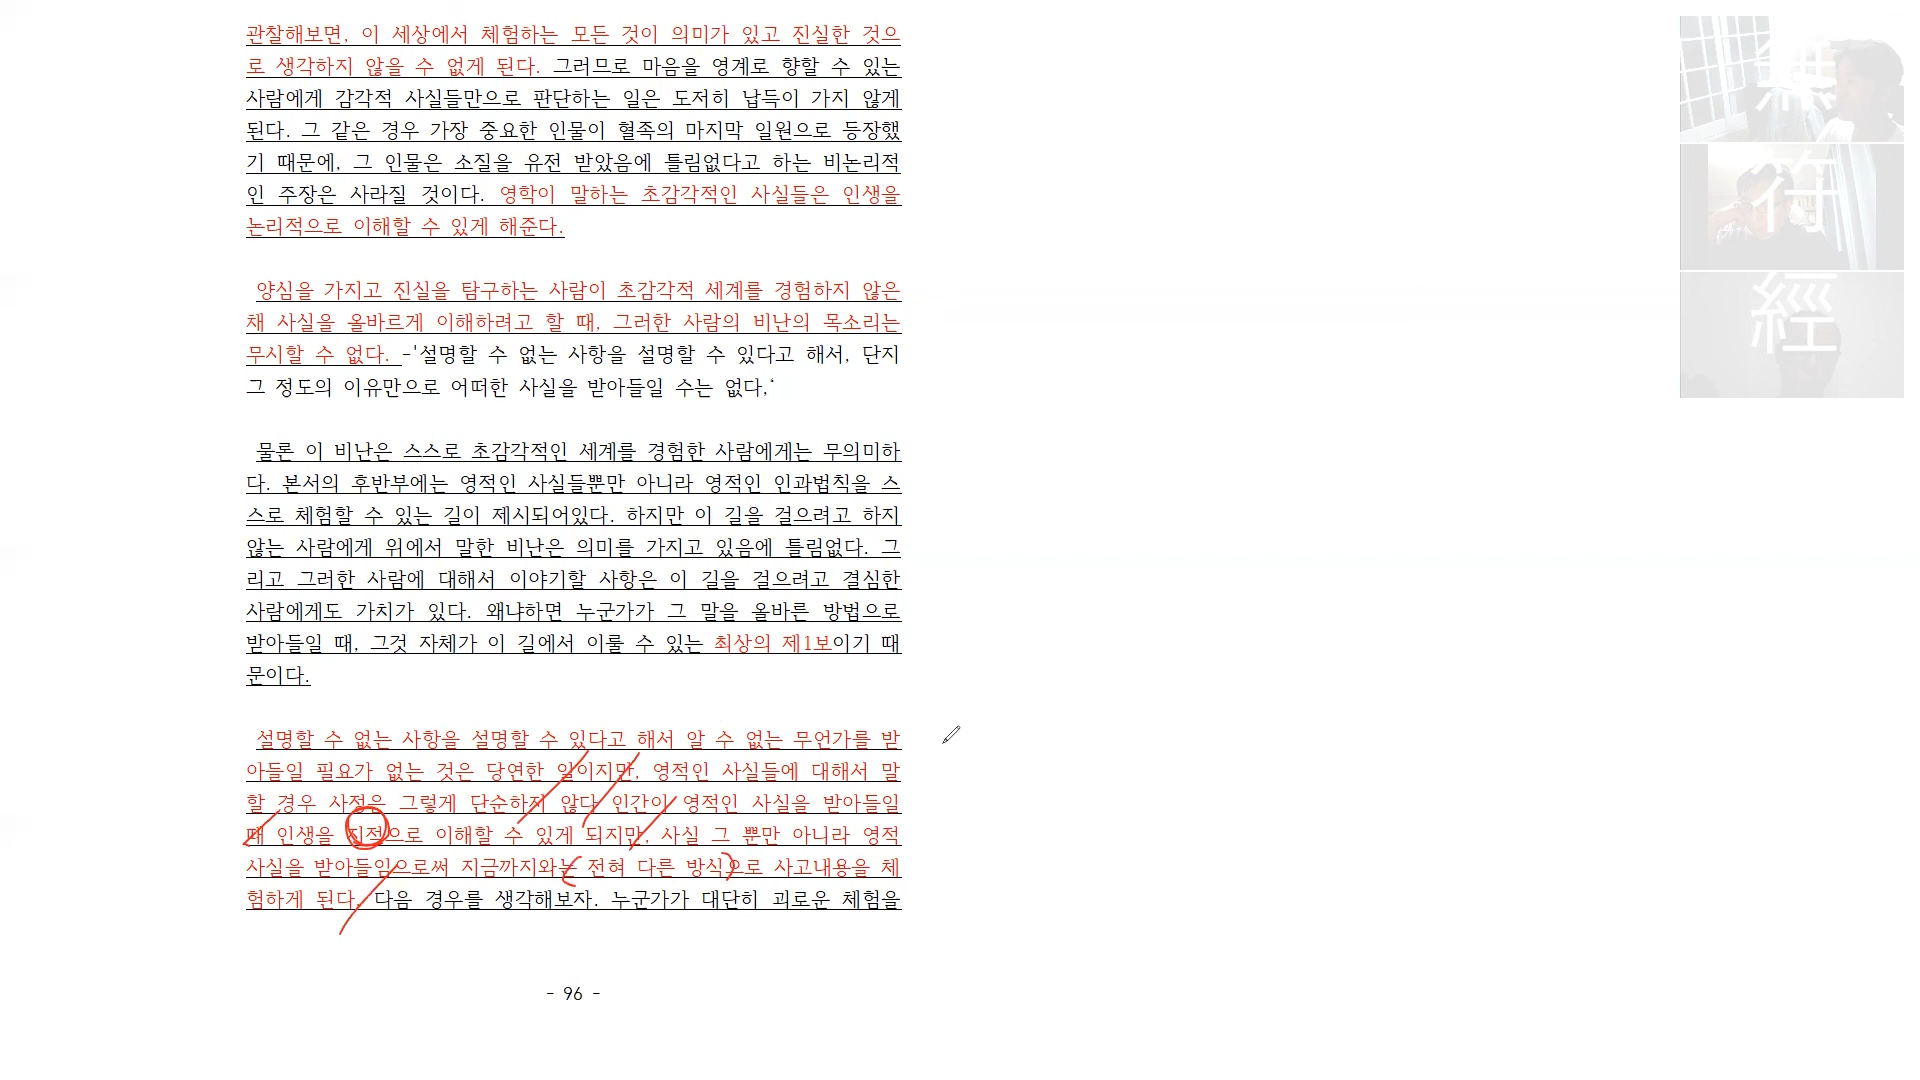 관찰해보면, 이 세상에서 체험하는 모든 것이 의미가 있고 진실한 것으
로 생각하지 않을 수 없게 된다. 그러므로 마음을 영계로 향할 수 있는
사람에게 감각적 사실들만으로 판단하는 일은 도저히 납득이 가지 않게
된다. 그 같은 경우 가장 중요한 인물이 혈족의 마지막 일원으로 등장했
기 때문에, 그 인물은 소질을 유전 받았음에 틀림없다고 하는 비논리적
인 주장은 사라질 것이다. 영학이 말하는 초감각적인 사실들은 인생을
논리적으로 이해할 수 있게 해준다.
양심을 가지고 진실을 탐구하는 사람이 초감각적 세계를 경험하지 않은
채 사실을 올바르게 이해하려고 할 때, 그러한 사람의 비난의 목소리는
무시할 수 없다. -'설명할 수 없는 사항을 설명할 수 있다고 해서, 단지
그 정도의 이유만으로 어떠한 사실을 받아들일 수는 없다,‘
물론 이 비난은 스스로 초감각적인 세계를 경험한 사람에게는 무의미하
다. 본서의 후반부에는 영적인 사실들뿐만 아니라 영적인 인과법칙을 스
스로 체험할 수 있는 길이 제시되어있다. 하지만 이 길을 걸으려고 하지
않는 사람에게 위에서 말한 비난은 의미를 가지고 있음에 틀림없다. 그
리고 그러한 사람에 대해서 이야기할 사항은 이 길을 걸으려고 결심한
사람에게도 가치가 있다. 왜냐하면 누군가가 그 말을 올바른 방법으로
받아들일 때, 그것 자체가 이 길에서 이룰 수 있는 최상의 제1보이기 때
문이다.
설명할 수 없는 사항을 설명할 수 있다고 해서 알 수 없는 무언가를 받
아들일 필요가 없는 것은 당연한 일이지만, 영적인 사실들에 대해서 말
할 경우 사정은 그렇게 단순하지 않다 인간이 영적인 사실을 받아들일
때 인생을 지적으로 이해할 수 있게 되지만, 사실 그 뿐만 아니라 영적
사실을 받아들임으로써 지금까지와는 전혀 다른 방식으로 사고내용을 체
험하게 된다. 다음 경우를 생각해보자. 누군가가 대단히 괴로운 체험을
- 96 -
無
符
經